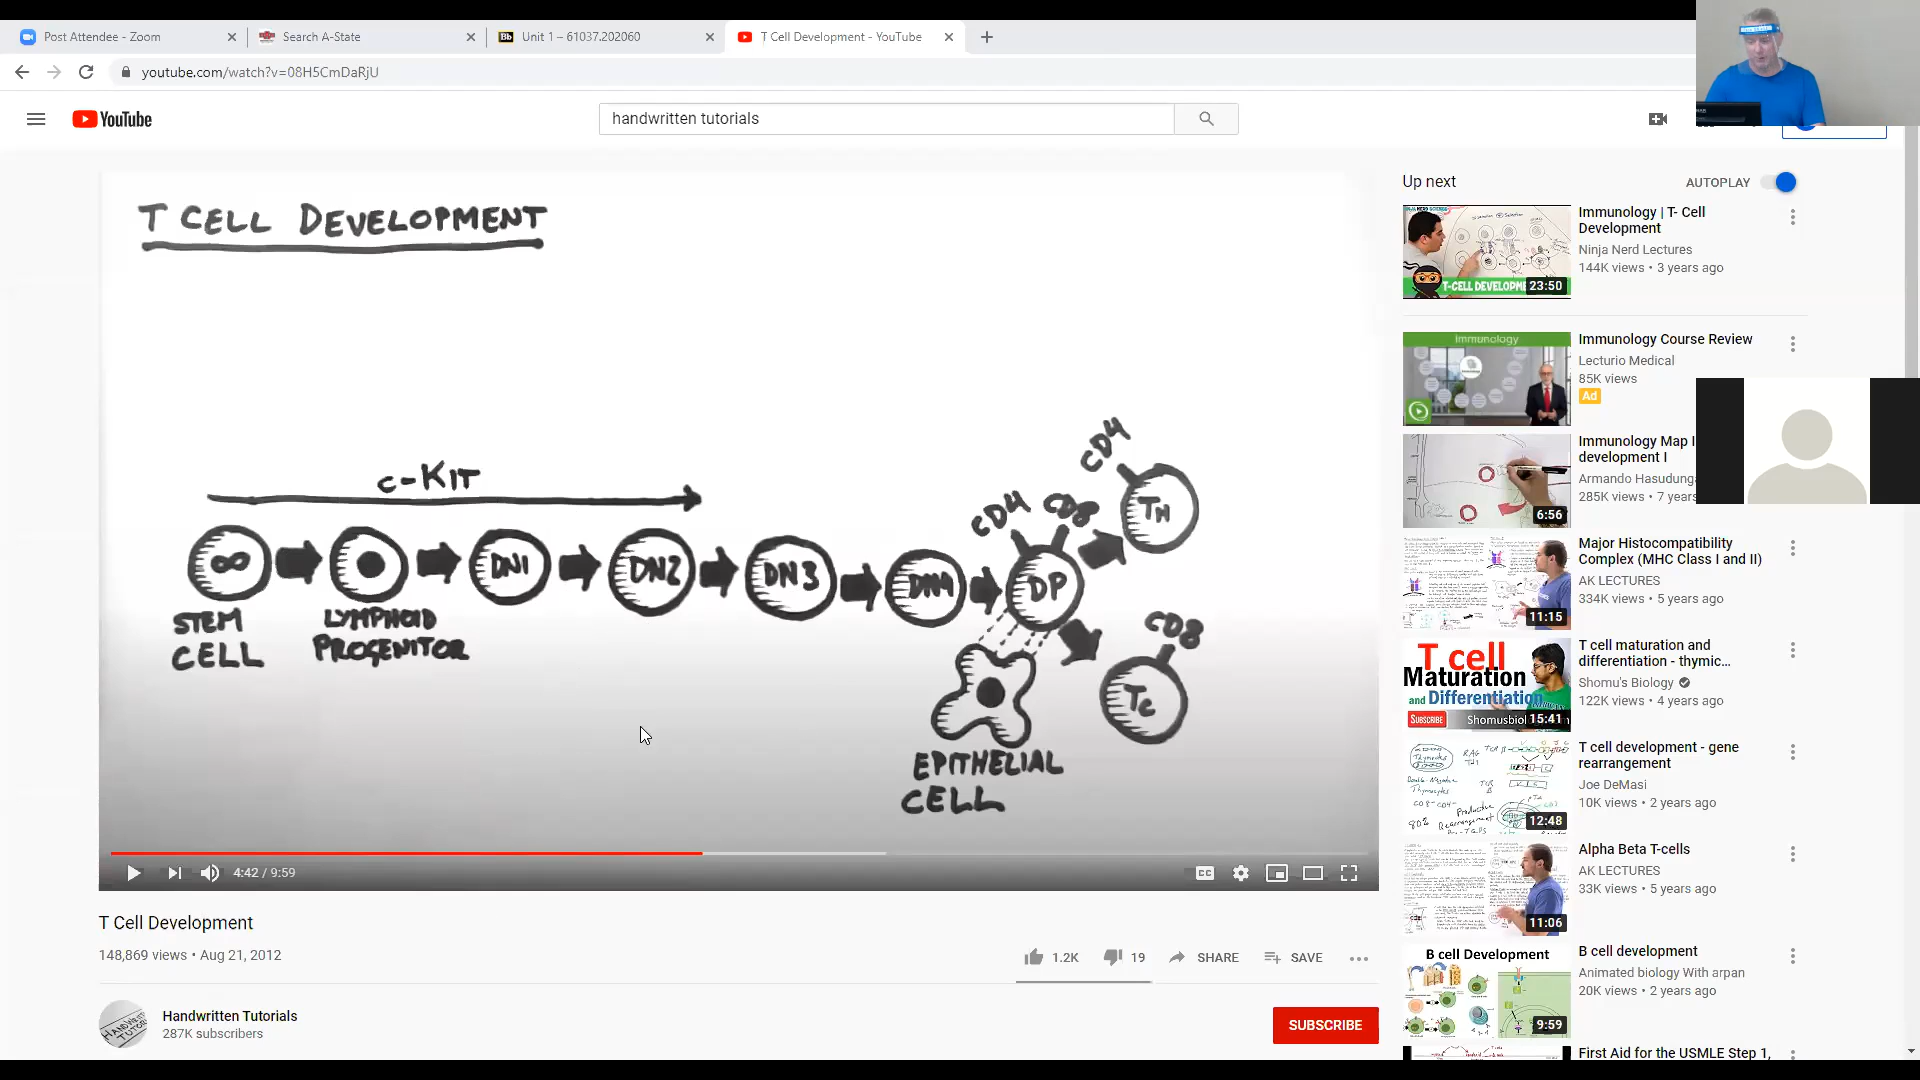 Post Attendee - Zoom
Search A-State
Unit 1 – 61037.202060
T Cell Development - YouTube
youtube.com/watch?v=08H5CmDaRjU
YouTube
handwritten tutorials
T CELL DEVELOPMENT
c-KIT
STEM CELL
LYMPHOID PROGENITOR
DN1
DN2
DN3
DN4
DP
CD4
CD8
CD4
TH
CD8
TC
EPITHELIAL CELL
4:42 / 9:59
CC
T Cell Development
148,869 views • Aug 21, 2012
1.2K
19
SHARE
SAVE
Handwritten Tutorials
287K subscribers
SUBSCRIBE
Up next
AUTOPLAY
T-CELL DEVELOPME
23:50
Immunology | T- Cell
Development
Ninja Nerd Lectures
144K views • 3 years ago
Immunology
Immunology Course Review
Lecturio Medical
85K views
Ad
6:56
Immunology Map I
development I
Armando Hasudung
285K views • 7 years
11:15
Major Histocompatibility
Complex (MHC Class I and II)
AK LECTURES
334K views • 5 years ago
T cell
Maturation
and Differentiation
SUBSCRIBE
Shomusbiol
15:41
T cell maturation and
differentiation - thymic...
Shomu's Biology
122K views • 4 years ago
12:48
T cell development - gene
rearrangement
Joe DeMasi
10K views • 2 years ago
11:06
Alpha Beta T-cells
AK LECTURES
33K views • 5 years ago
B cell Development
9:59
B cell development
Animated biology With arpan
20K views • 2 years ago
First Aid for the USMLE Step 1,